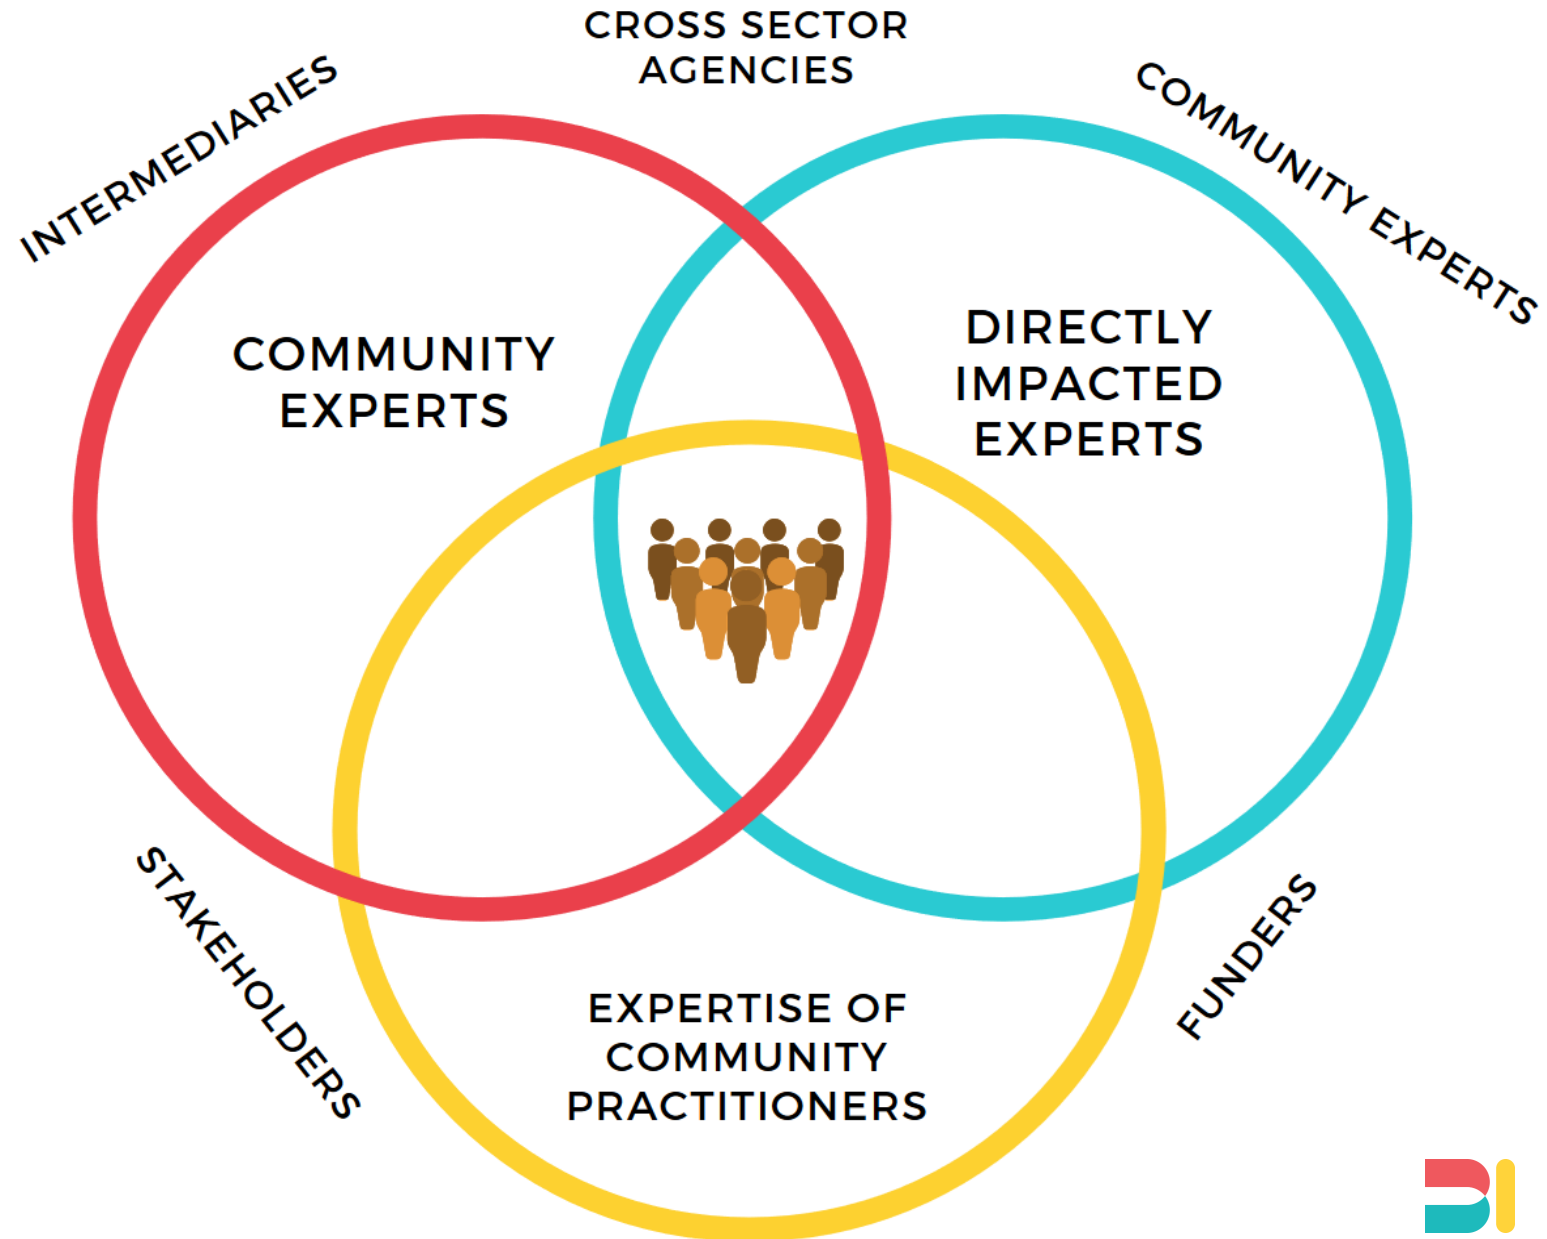 CROSS SECTOR
AGENCIES
INTERMEDIARIES
COMMUNITY EXPERTS
COMMUNITY
EXPERTS
DIRECTLY
IMPACTED
EXPERTS
STAKEHOLDERS
FUNDERS
EXPERTISE OF
COMMUNITY
PRACTITIONERS